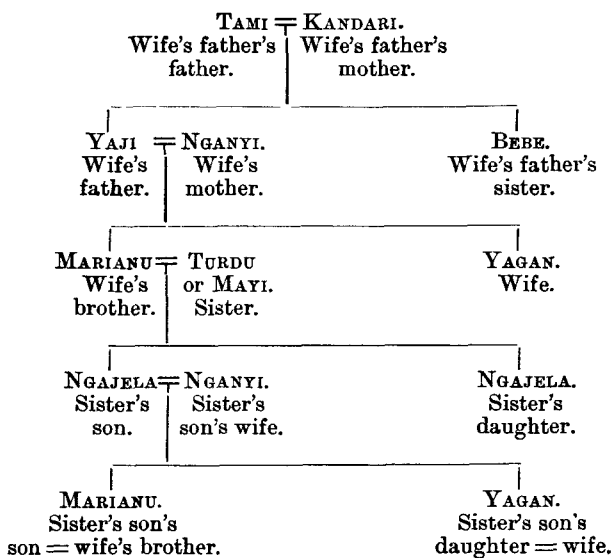 TAMI = KANDARI.
Wife's father's Wife's father's
father. mother.
YAJI = NGANYI. BEBE.
Wife's Wife's Wife's father's
father. mother. sister.
MARIANU = TURDU YAGAN.
Wife's or MAYI. Wife.
brother. Sister.
NGAJELA = NGANYI. NGAJELA.
Sister's Sister's Sister's
son. son's wife. daughter.
MARIANU. YAGAN.
Sister's son's Sister's son's
son = wife's brother. daughter = wife.